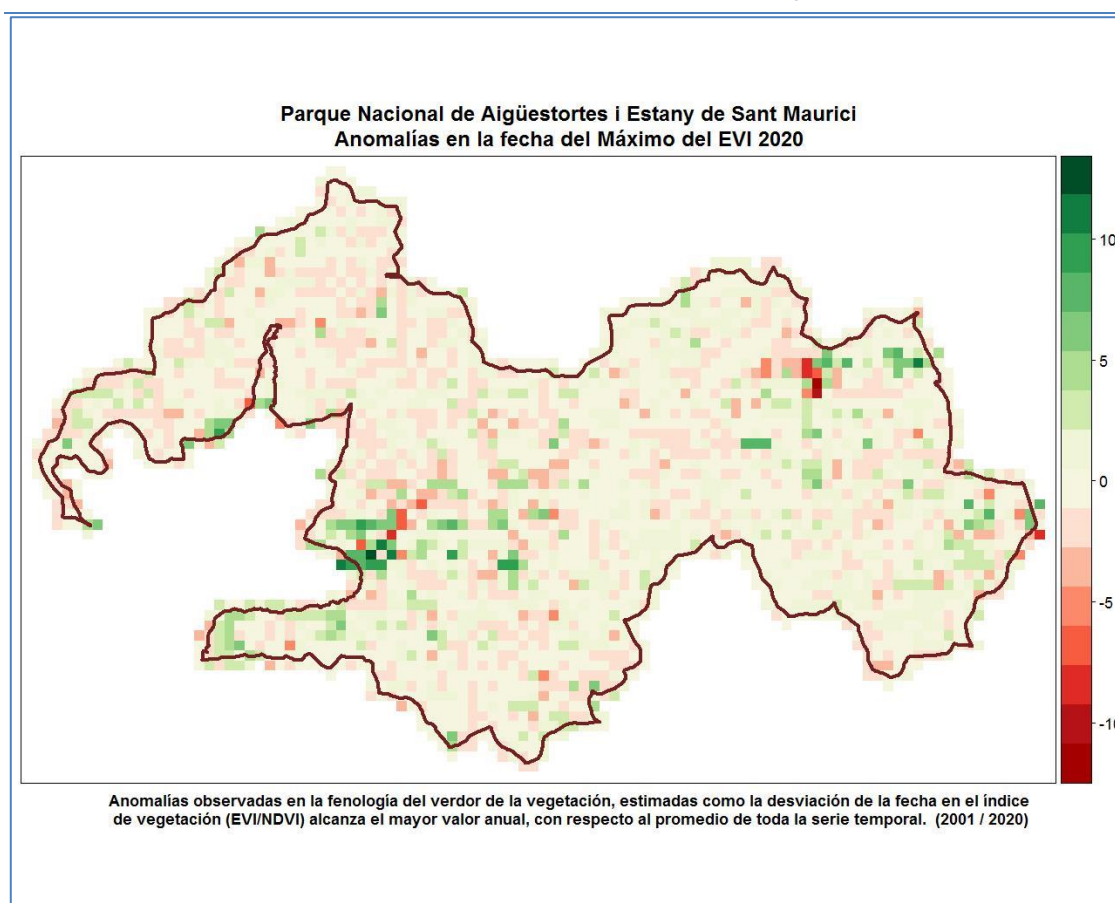 Parque Nacional de Aigüestortes i Estany de Sant Maurici
Anomalías en la fecha del Máximo del EVI 2020
10
5
0
-5
-10
Anomalías observadas en la fenología del verdor de la vegetación, estimadas como la desviación de la fecha en el índice
de vegetación (EVI/NDVI) alcanza el mayor valor anual, con respecto al promedio de toda la serie temporal. (2001 / 2020)